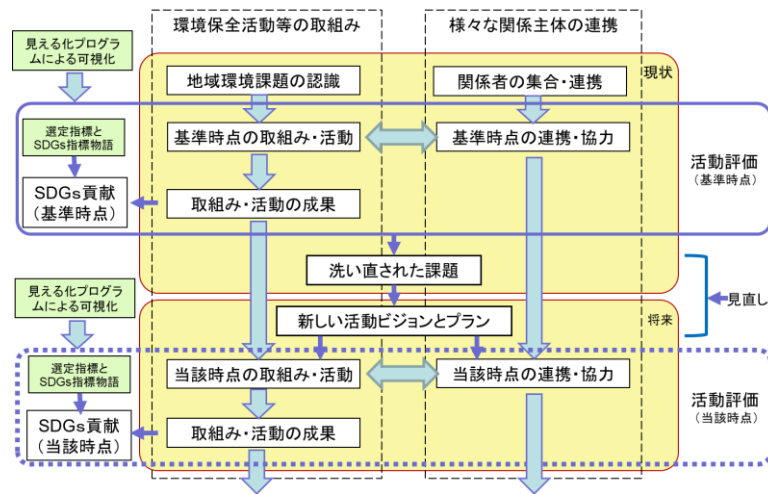 環境保全活動等の取組み
様々な関係主体の連携
見える化プログラ
ムによる可視化
現状
地域環境課題の認識
関係者の集合・連携
選定指標と
SDGs指標物語
基準時点の取組み・活動
基準時点の連携・協力
活動評価
(基準時点)
SDGs貢献
(基準時点)
取組み・活動の成果
洗い直された課題
見える化プログラ
ムによる可視化
見直し
新しい活動ビジョンとプラン
将来
選定指標と
SDGs指標物語
当該時点の取組み・活動
当該時点の連携・協力
活動評価
(当該時点)
SDGs貢献
(当該時点)
取組み・活動の成果